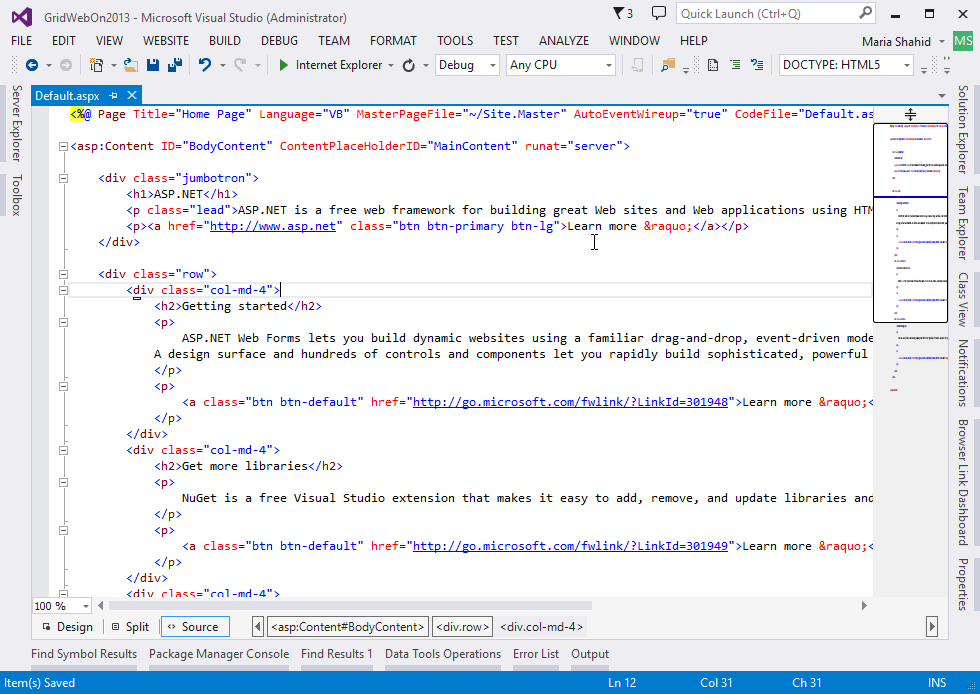 GridWebOn2013 - Microsoft Visual Studio (Administrator)
3
Quick Launch (Ctrl+Q)
FILE EDIT VIEW WEBSITE BUILD DEBUG TEAM FORMAT TOOLS TEST ANALYZE WINDOW HELP
Maria Shahid
MS
Internet Explorer
Debug
Any CPU
DOCTYPE: HTML5
Server Explorer
Toolbox
Default.aspx
<%@ Page Title="Home Page" Language="VB" MasterPageFile="~/Site.Master" AutoEventWireup="true" CodeFile="Default.as
<asp:Content ID="BodyContent" ContentPlaceHolderID="MainContent" runat="server">
<div class="jumbotron">
<h1>ASP.NET</h1>
<p class="lead">ASP.NET is a free web framework for building great Web sites and Web applications using HTM
<p><a href="http://www.asp.net" class="btn btn-primary btn-lg">Learn more &raquo;</a></p>
</div>
<div class="row">
<div class="col-md-4">
<h2>Getting started</h2>
<p>
ASP.NET Web Forms lets you build dynamic websites using a familiar drag-and-drop, event-driven mode
A design surface and hundreds of controls and components let you rapidly build sophisticated, powerful
</p>
<p>
<a class="btn btn-default" href="http://go.microsoft.com/fwlink/?LinkId=301948">Learn more &raquo;<
</p>
</div>
<div class="col-md-4">
<h2>Get more libraries</h2>
<p>
NuGet is a free Visual Studio extension that makes it easy to add, remove, and update libraries and
</p>
<p>
<a class="btn btn-default" href="http://go.microsoft.com/fwlink/?LinkId=301949">Learn more &raquo;<
</p>
</div>
<div class="col-md-4">
Solution Explorer
Team Explorer
Class View
Notifications
Browser Link Dashboard
Properties
100 %
Design
Split
Source
<asp:Content#BodyContent>
<div.row>
<div.col-md-4>
Find Symbol Results Package Manager Console Find Results 1 Data Tools Operations Error List Output
Item(s) Saved
Ln 12
Col 31
Ch 31
INS